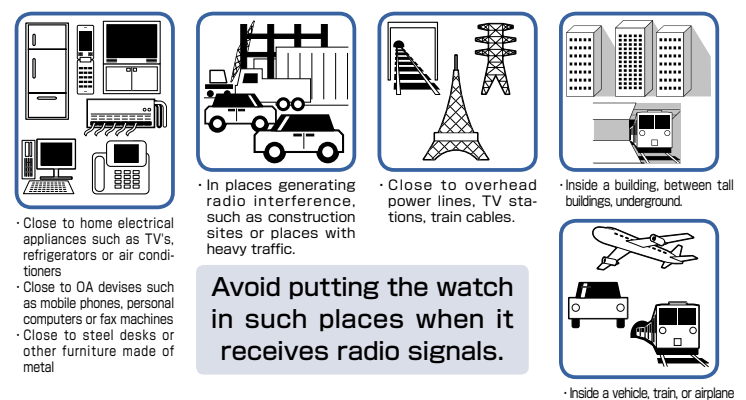 · Close to home electrical
appliances such as TV's,
refrigerators or air condi-
tioners
· Close to OA devises such
as mobile phones, personal
computers or fax machines
· Close to steel desks or
other furniture made of
metal
· In places generating
radio interference,
such as construction
sites or places with
heavy traffic.
· Close to overhead
power lines, TV sta-
tions, train cables.
· Inside a building, between tall
buildings, underground.
Avoid putting the watch
in such places when it
receives radio signals.
· Inside a vehicle, train, or airplane